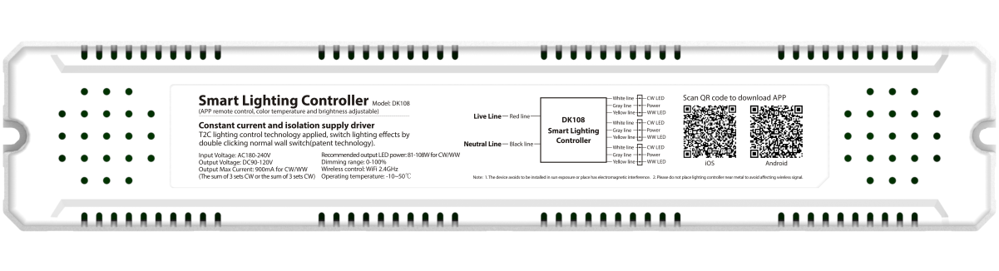 Smart Lighting Controller Model: DK108
(APP remote control, color temperature and brightness adjustable)
Constant current and isolation supply driver
T2C lighting control technology applied, switch lighting effects by
double clicking normal wall switch(patent technology).
Input Voltage: AC180-240V
Output Voltage: DC90-120V
Output Max Current: 900mA for CW/WW
(The sum of 3 sets CW or the sum of 3 sets CW)
Recommended output LED power: 81-108W for CW/WW
Dimming range: 0-100%
Wireless control: WiFi 2.4GHz
Operating temperature: -10~50℃
Live Line Red line
Neutral Line Black line
DK108
Smart Lighting
Controller
White line CW LED
Gray line Power
Yellow line WW LED
White line CW LED
Gray line Power
Yellow line WW LED
White line CW LED
Gray line Power
Yellow line WW LED
Scan QR code to download APP
iOS Android
Note: 1. The device avoids to be installed in sun exposure or place has electromagnetic interference. 2. Please do not place lighting controller near metal to avoid affecting wireless signal.